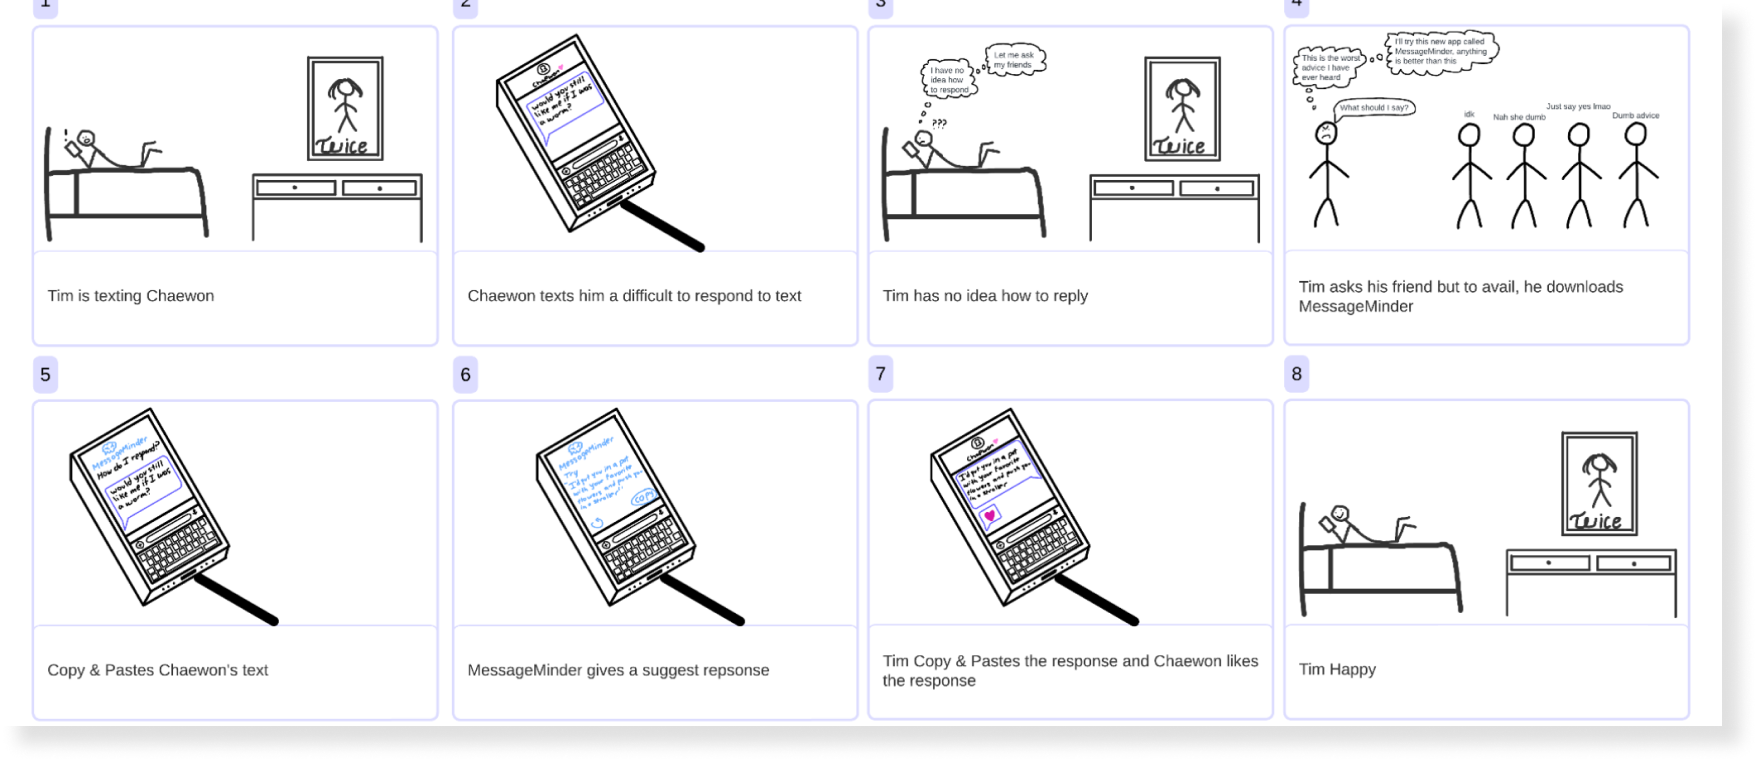 1
2
3
4
Twice
Tim is texting Chaewon
Chaewon
would you still
like me if I was
a worm?
Chaewon texts him a difficult to respond to text
I have no
idea how
to respond
Let me ask
my friends
???
Twice
Tim has no idea how to reply
This is the worst
advice I have
ever heard
I'll try this new app called
MessageMinder, anything
is better than this
What should I say?
idk
Nah she dumb
Just say yes lmao
Dumb advice
Tim asks his friend but to avail, he downloads
MessageMinder
5
6
7
8
MessageMinder
How do I respond?
would you still
like me if I was
a worm?
Copy & Pastes Chaewon's text
MessageMinder
Try
"I'd put you in a pot
with your favorite
flowers and push you
in a stroller"
COPY
MessageMinder gives a suggest repsonse
Chaewon
I'd put you in a pot
with your favorite
flowers and push you
in a stroller
Tim Copy & Pastes the response and Chaewon likes
the response
Twice
Tim Happy